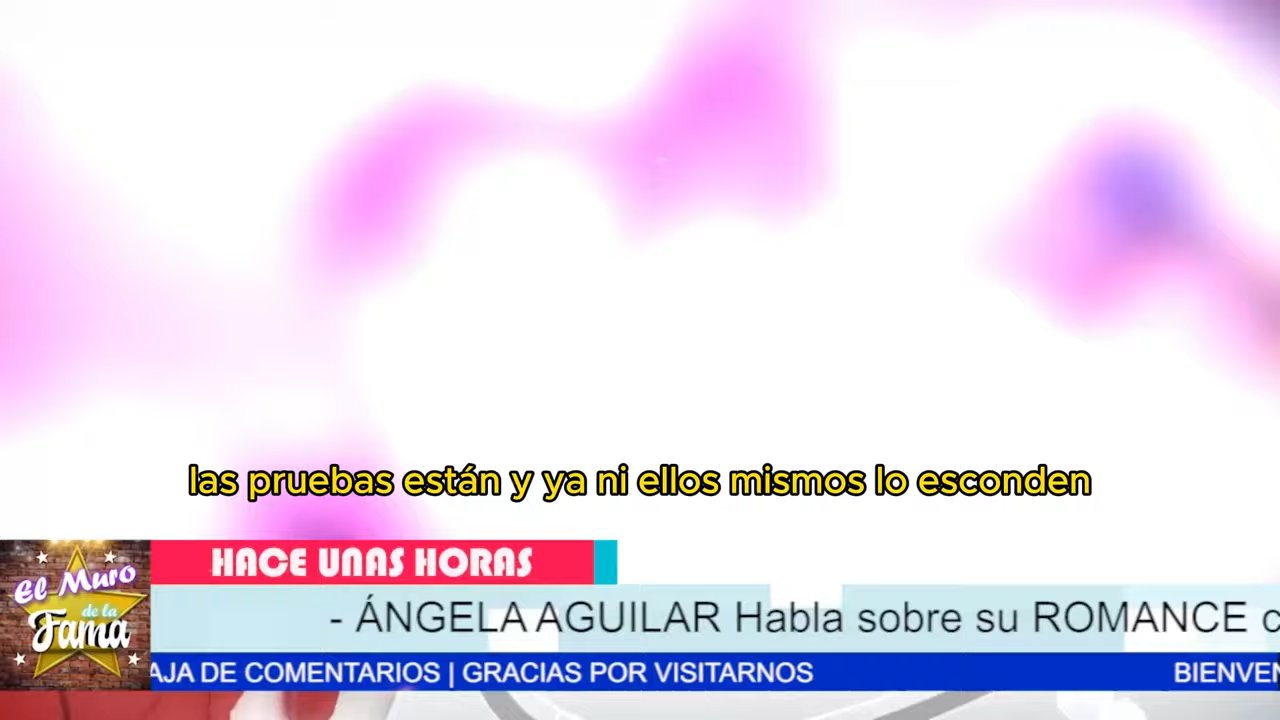 las pruebas están y ya ni ellos mismos lo esconden
HACE UNAS HORAS
El Muro
de la
Fama
- ÁNGELA AGUILAR Habla sobre su ROMANCE c
AJA DE COMENTARIOS | GRACIAS POR VISITARNOS BIENVEN